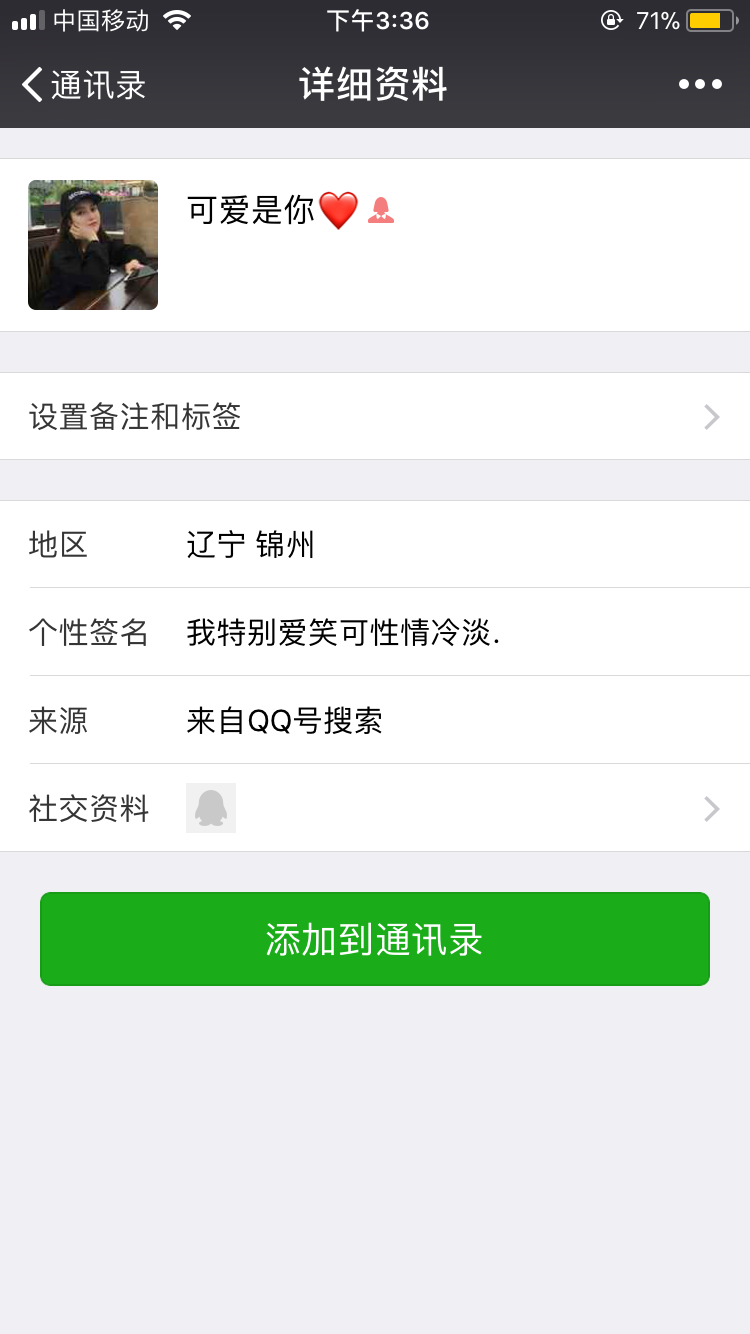 中国移动 下午3:36 71%
通讯录 详细资料
可爱是你❤️
设置备注和标签
地区 辽宁 锦州
个性签名 我特别爱笑可性情冷淡.
来源 来自QQ号搜索
社交资料
添加到通讯录